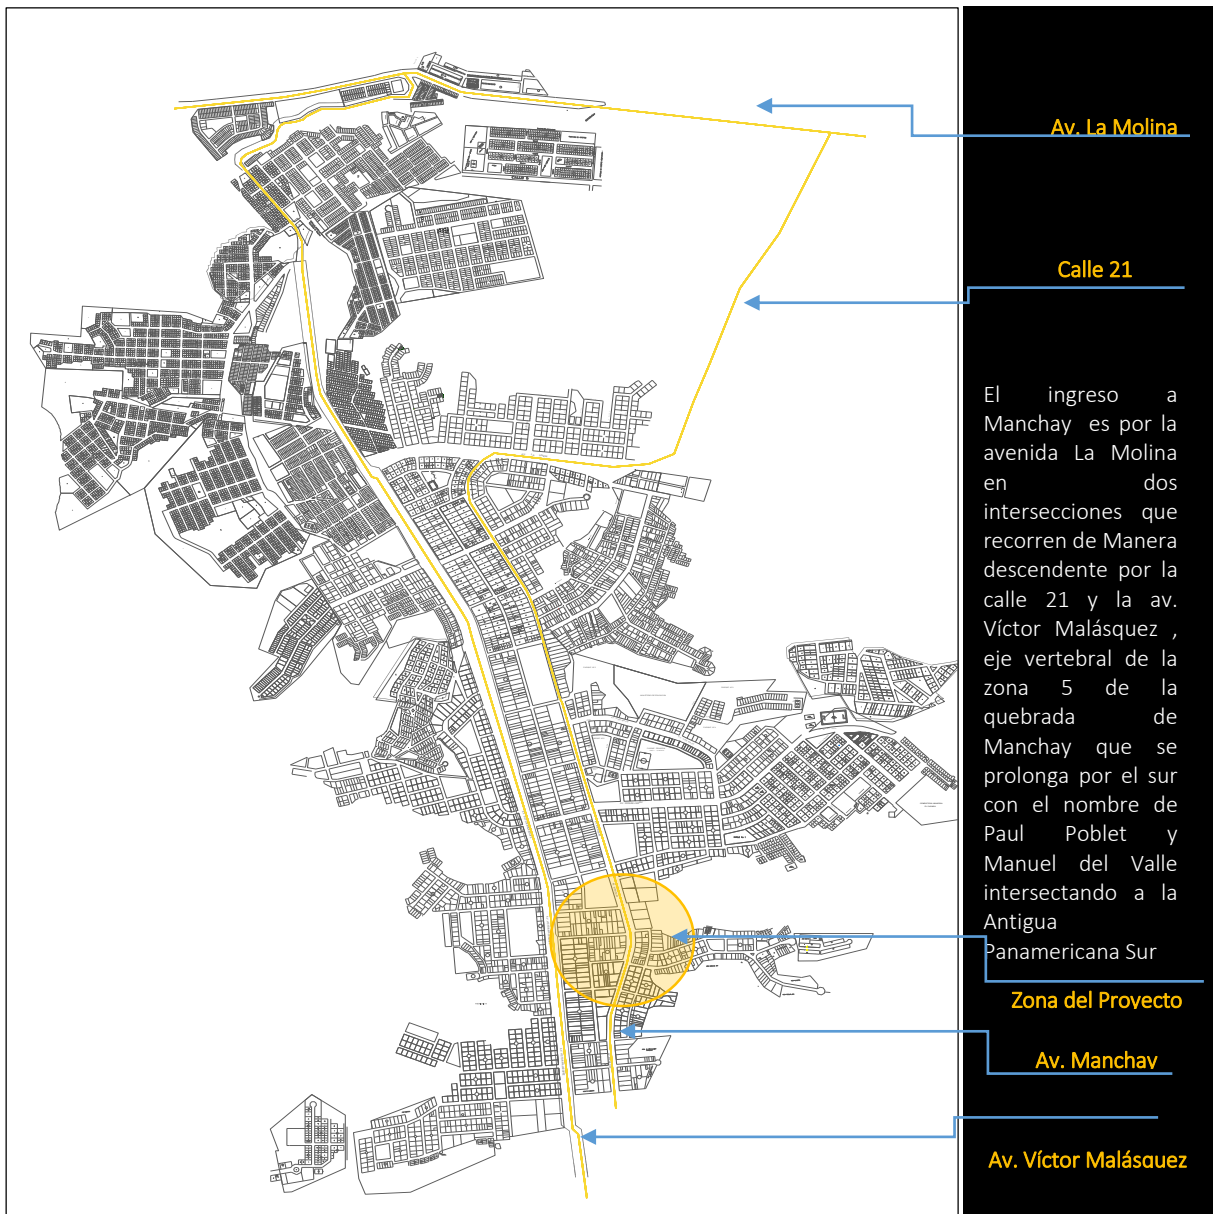 Av. La Molina
Calle 21
El ingreso a
Manchay es por la
avenida La Molina
en dos
intersecciones que
recorren de Manera
descendente por la
calle 21 y la av.
Víctor Malásquez ,
eje vertebral de la
zona 5 de la
quebrada de
Manchay que se
prolonga por el sur
con el nombre de
Paul Poblet y
Manuel del Valle
intersectando a la
Antigua
Panamericana Sur
Zona del Proyecto
Av. Manchay
Av. Víctor Malásquez